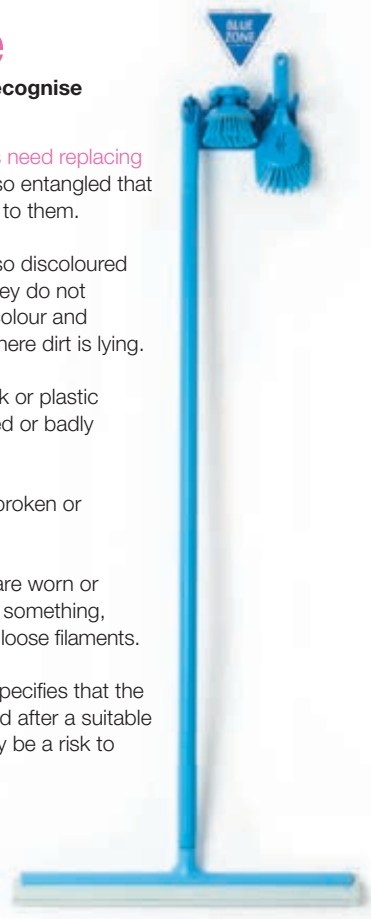 e
BLUE
ZONE
ecognise
s need replacing
so entangled that
to them.
so discoloured
ey do not
colour and
here dirt is lying.
k or plastic
ed or badly
broken or
are worn or
something,
loose filaments.
pecifies that the
d after a suitable
y be a risk to